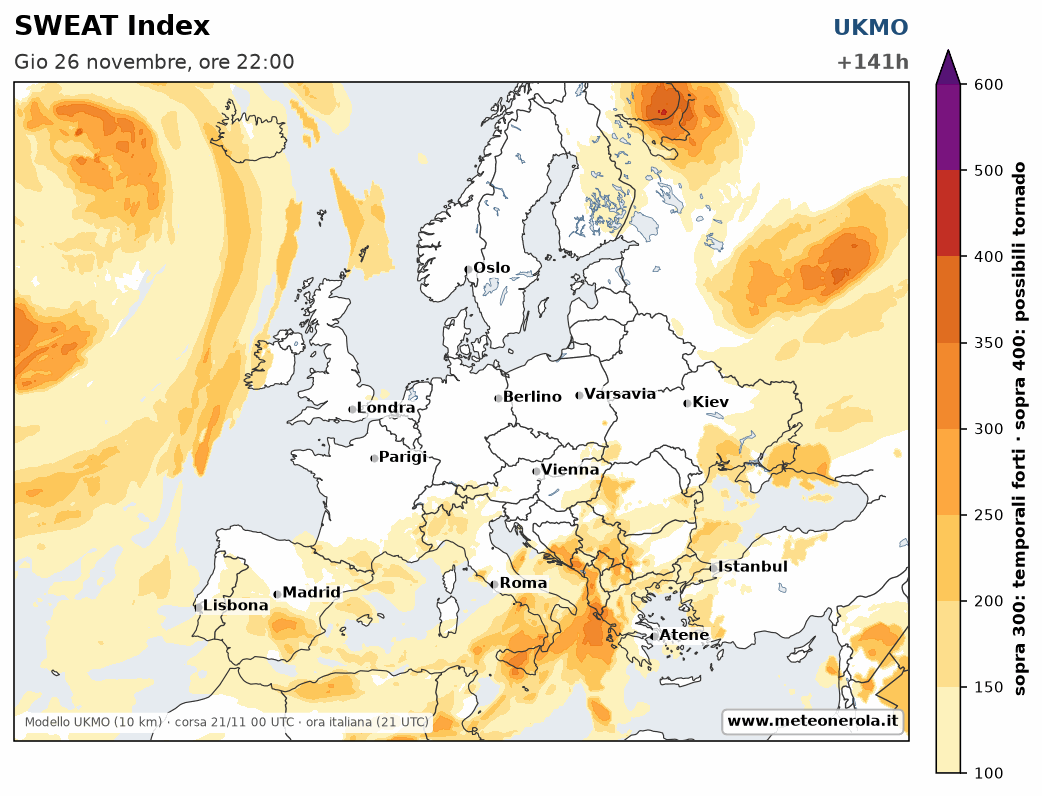 SWEAT Index
UKMO
Gio 26 novembre, ore 22:00
+141h
600
500
400
350
300
250
200
150
100
sopra 300: temporali forti · sopra 400: possibili tornado
Oslo
Londra
Berlino
Varsavia
Kiev
Parigi
Vienna
Istanbul
Roma
Madrid
Lisbona
Atene
Modello UKMO (10 km) · corsa 21/11 00 UTC · ora italiana (21 UTC)
www.meteonerola.it